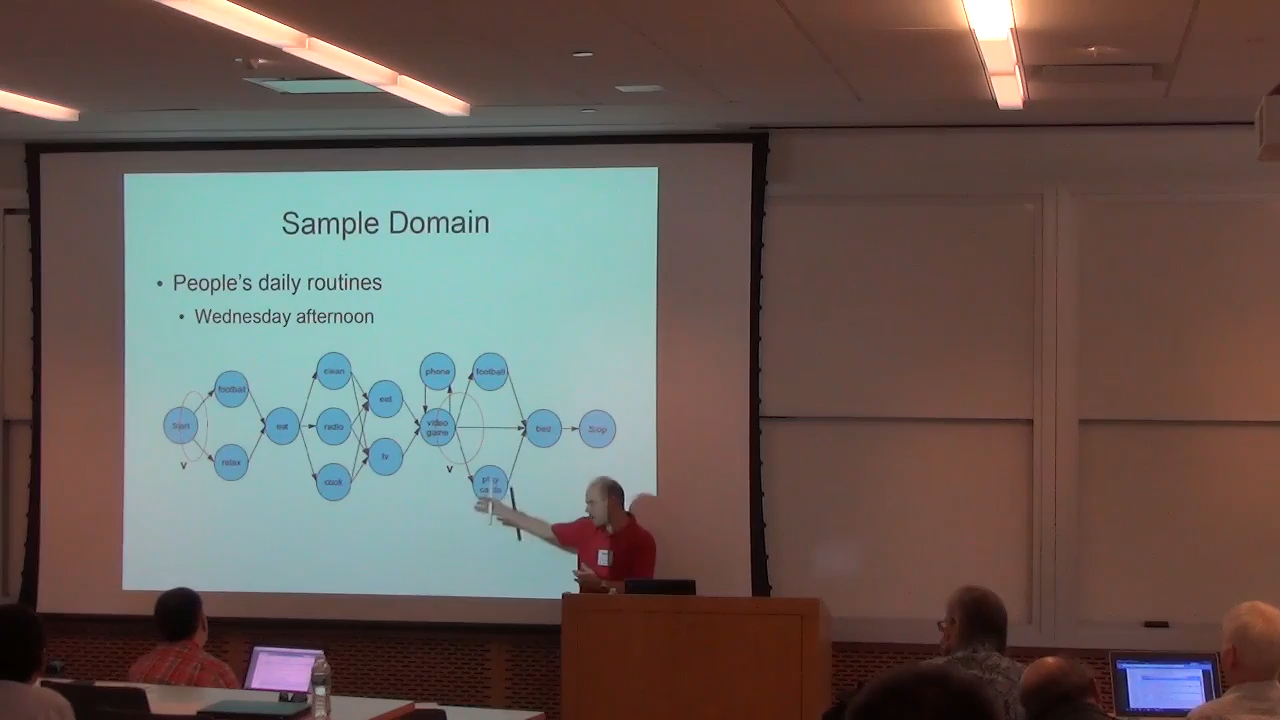 Sample Domain
• People's daily routines
• Wednesday afternoon
clean
phone
football
football
eat
Start
eat
radio
video
game
bed
Stop
tv
relax
cook
play
cards
v
v